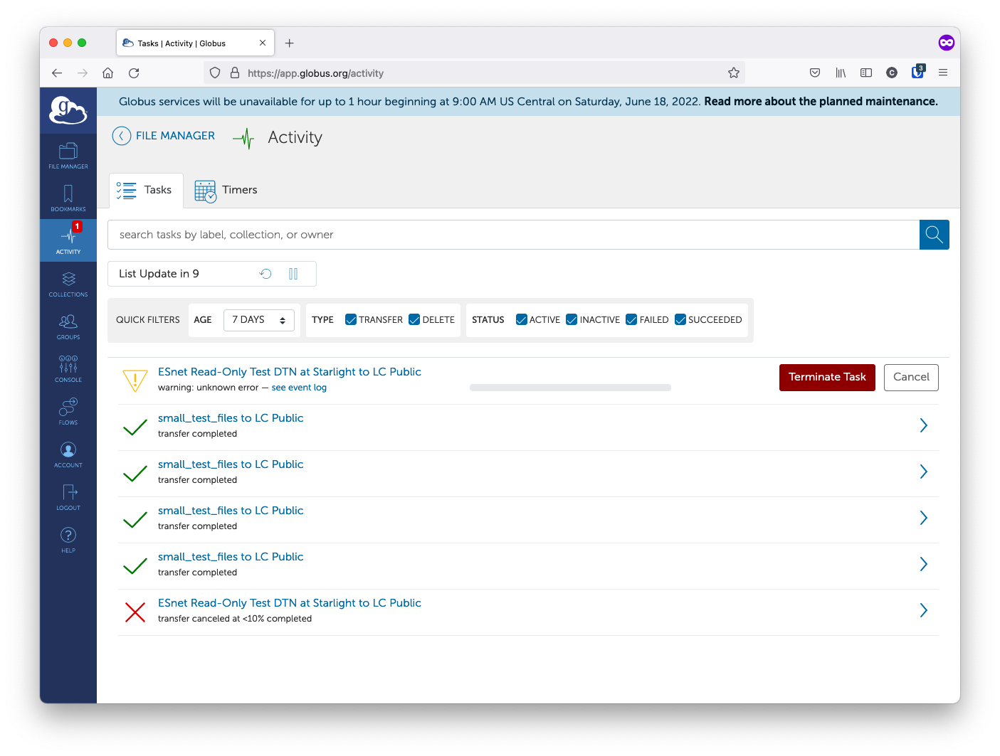 Tasks | Activity | Globus
https://app.globus.org/activity
C
3
g
Globus services will be unavailable for up to 1 hour beginning at 9:00 AM US Central on Saturday, June 18, 2022. Read more about the planned maintenance.
FILE MANAGER
Activity
FILE MANAGER
BOOKMARKS
1
ACTIVITY
COLLECTIONS
GROUPS
CONSOLE
FLOWS
ACCOUNT
LOGOUT
?
HELP
Tasks
Timers
search tasks by label, collection, or owner
List Update in 9
QUICK FILTERS AGE 7 DAYS TYPE TRANSFER DELETE STATUS ACTIVE INACTIVE FAILED SUCCEEDED
ESnet Read-Only Test DTN at Starlight to LC Public
warning: unknown error — see event log
Terminate Task
Cancel
small_test_files to LC Public
transfer completed
small_test_files to LC Public
transfer completed
small_test_files to LC Public
transfer completed
small_test_files to LC Public
transfer completed
ESnet Read-Only Test DTN at Starlight to LC Public
transfer canceled at <10% completed